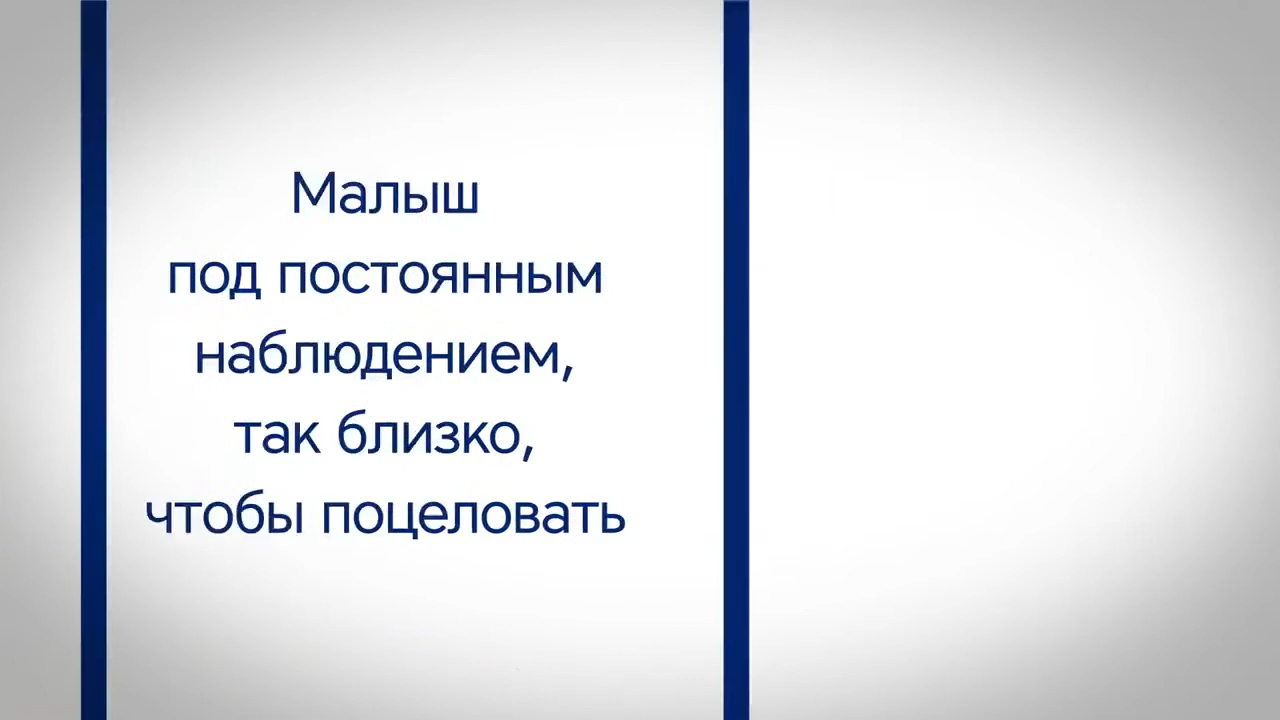 Малыш
под постоянным
наблюдением,
так близко,
чтобы поцеловать